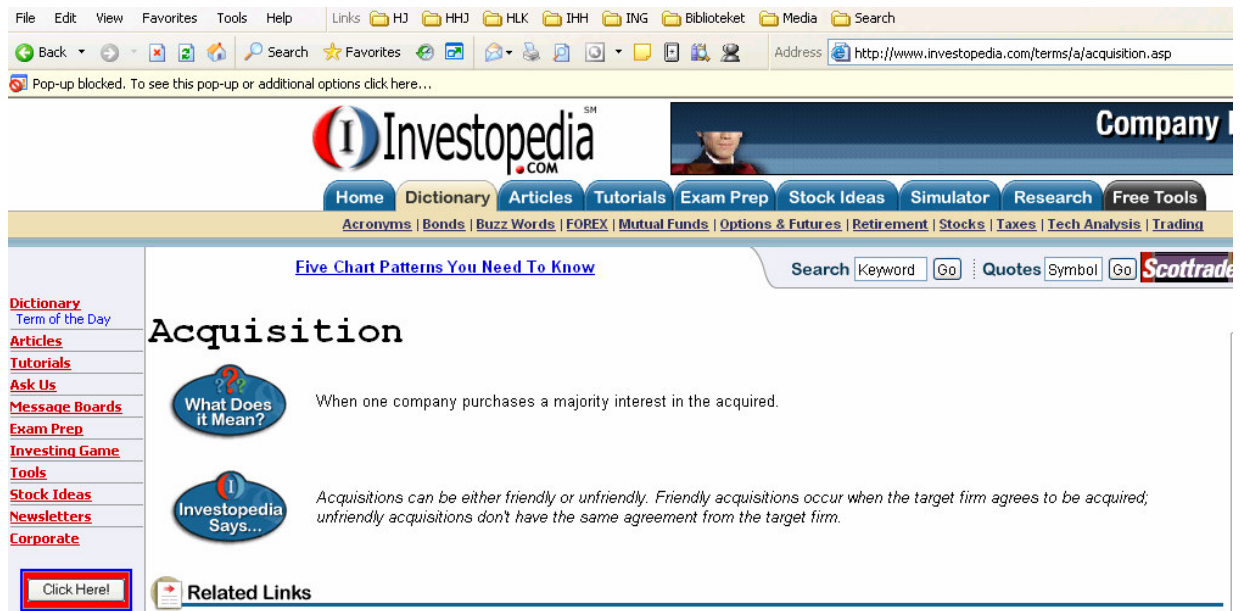 File Edit View Favorites Tools Help Links HJ HHJ HLK IHH ING Biblioteket Media Search
Back Search Favorites Address http://www.investopedia.com/terms/a/acquisition.asp
Pop-up blocked. To see this pop-up or additional options click here...
Investopedia SM
.COM
Company
Home Dictionary Articles Tutorials Exam Prep Stock Ideas Simulator Research Free Tools
Acronyms | Bonds | Buzz Words | FOREX | Mutual Funds | Options & Futures | Retirement | Stocks | Taxes | Tech Analysis | Trading
Five Chart Patterns You Need To Know Search Keyword Go Quotes Symbol Go Scottrade
Dictionary
Term of the Day
Articles
Tutorials
Ask Us
Message Boards
Exam Prep
Investing Game
Tools
Stock Ideas
Newsletters
Corporate
Click Here!
Acquisition
???
What Does
it Mean?
When one company purchases a majority interest in the acquired.
I
Investopedia
Says...
Acquisitions can be either friendly or unfriendly. Friendly acquisitions occur when the target firm agrees to be acquired;
unfriendly acquisitions don't have the same agreement from the target firm.
Related Links